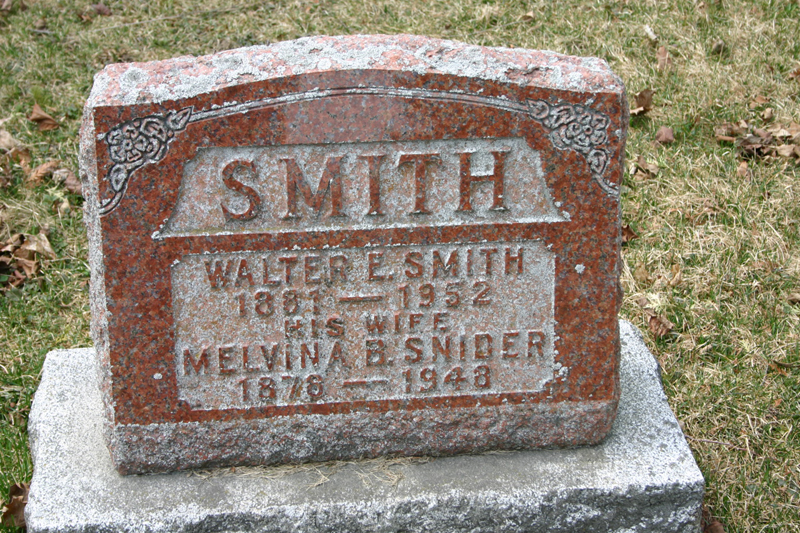 SMITH
WALTER E. SMITH
1881 — 1952
HIS WIFE
MELVINA B. SNIDER
1876 — 1948